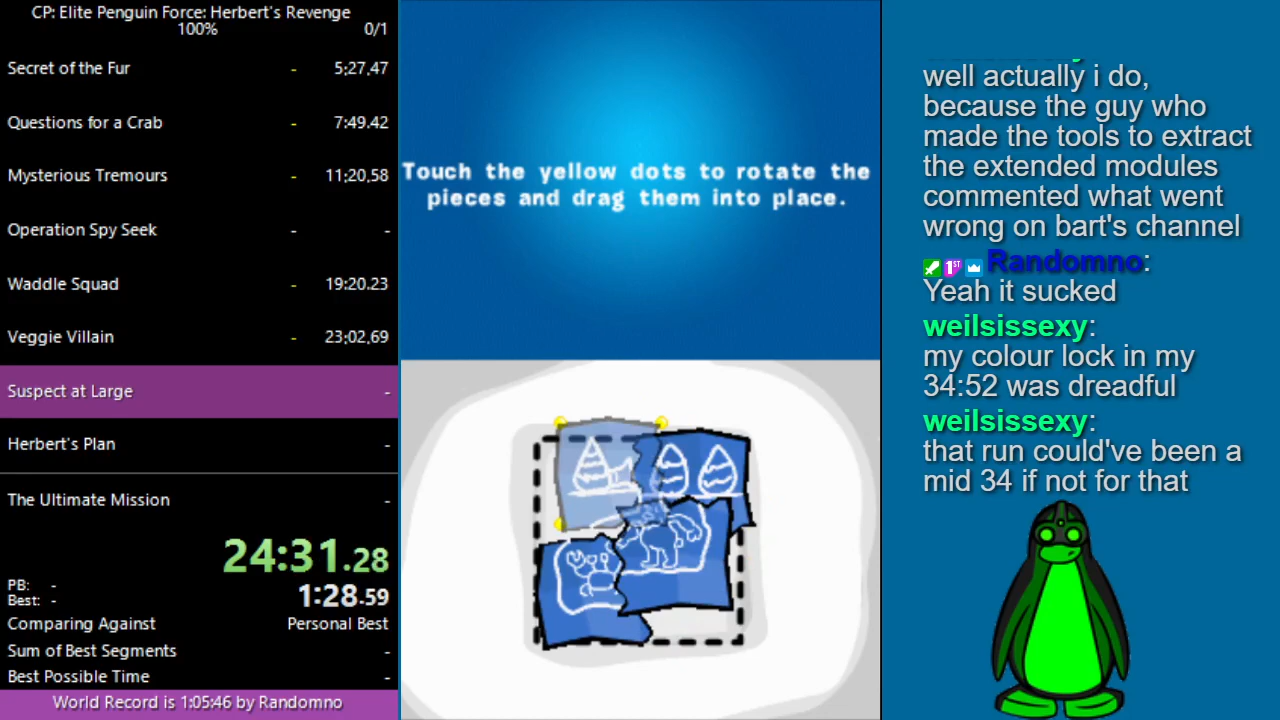 CP: Elite Penguin Force: Herbert's Revenge
100% 0/1
Secret of the Fur - 5:27.47
Questions for a Crab - 7:49.42
Mysterious Tremours - 11:20.58
Operation Spy Seek - -
Waddle Squad - 19:20.23
Veggie Villain - 23:02.69
Suspect at Large -
Herbert's Plan -
The Ultimate Mission -
24:31.28
PB: -
Best: -
1:28.59
Comparing Against Personal Best
Sum of Best Segments -
Best Possible Time -
World Record is 1:05:46 by Randomno
Touch the yellow dots to rotate the
pieces and drag them into place.
well actually i do,
because the guy who
made the tools to extract
the extended modules
commented what went
wrong on bart's channel
1ST Randomno:
Yeah it sucked
weilsissexy:
my colour lock in my
34:52 was dreadful
weilsissexy:
that run could've been a
mid 34 if not for that